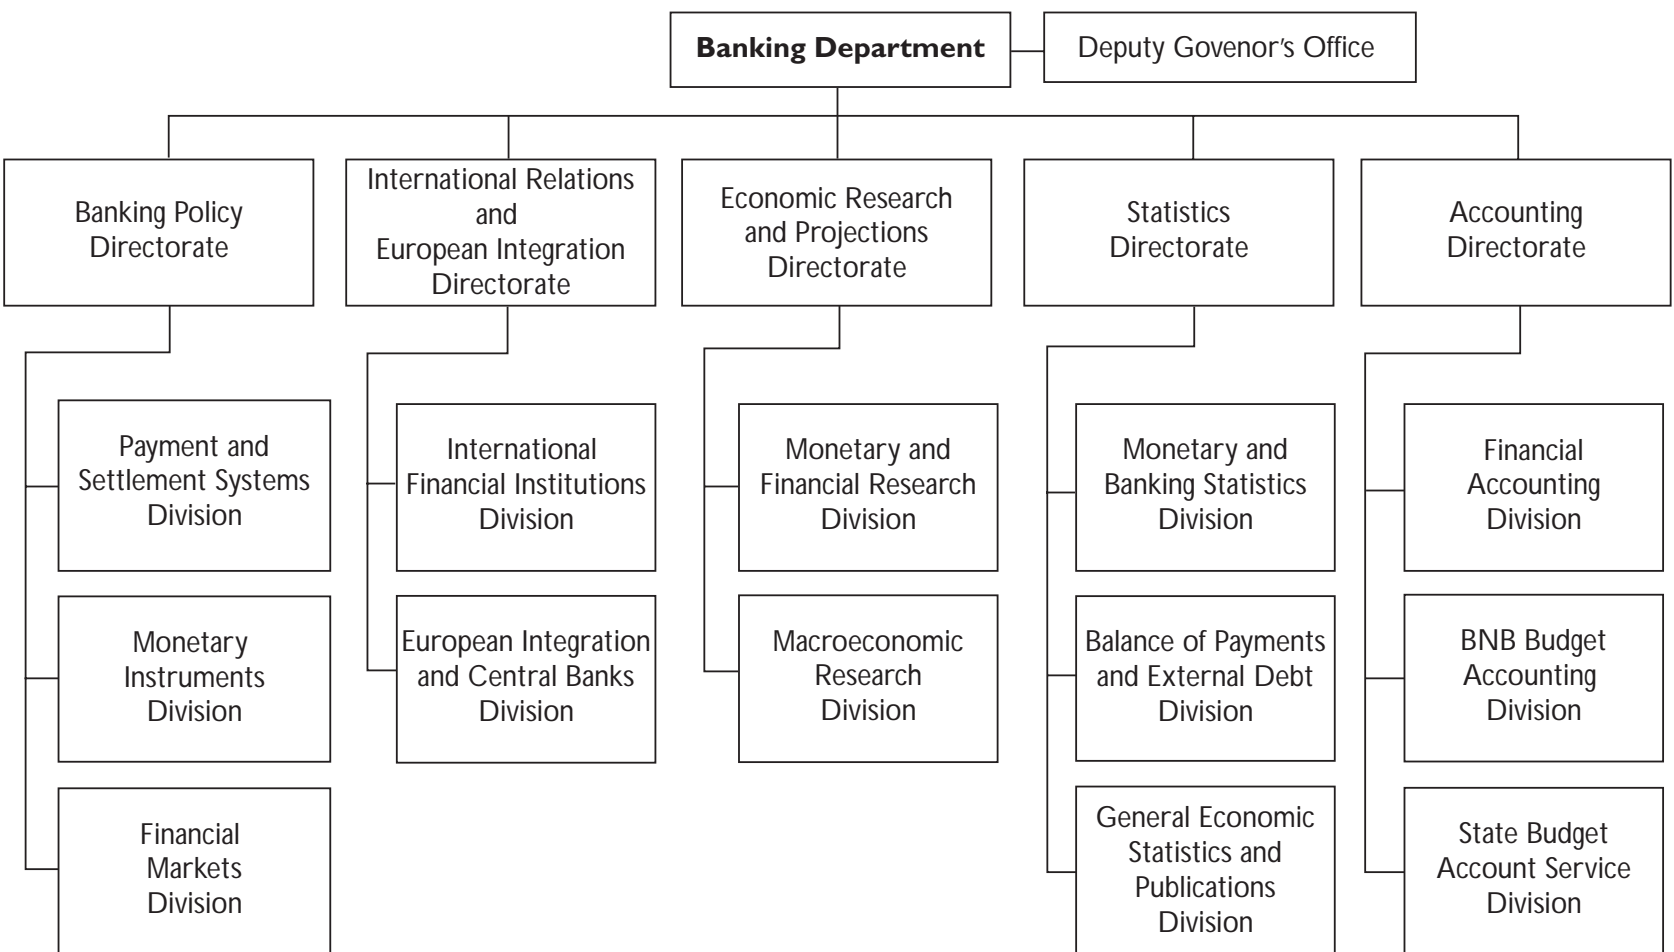 Banking Department
Deputy Govenor's Office
Banking Policy
Directorate
International Relations
and
European Integration
Directorate
Economic Research
and Projections
Directorate
Statistics
Directorate
Accounting
Directorate
Payment and
Settlement Systems
Division
International
Financial Institutions
Division
Monetary and
Financial Research
Division
Monetary and
Banking Statistics
Division
Financial
Accounting
Division
Monetary
Instruments
Division
European Integration
and Central Banks
Division
Macroeconomic
Research
Division
Balance of Payments
and External Debt
Division
BNB Budget
Accounting
Division
Financial
Markets
Division
General Economic
Statistics and
Publications
Division
State Budget
Account Service
Division